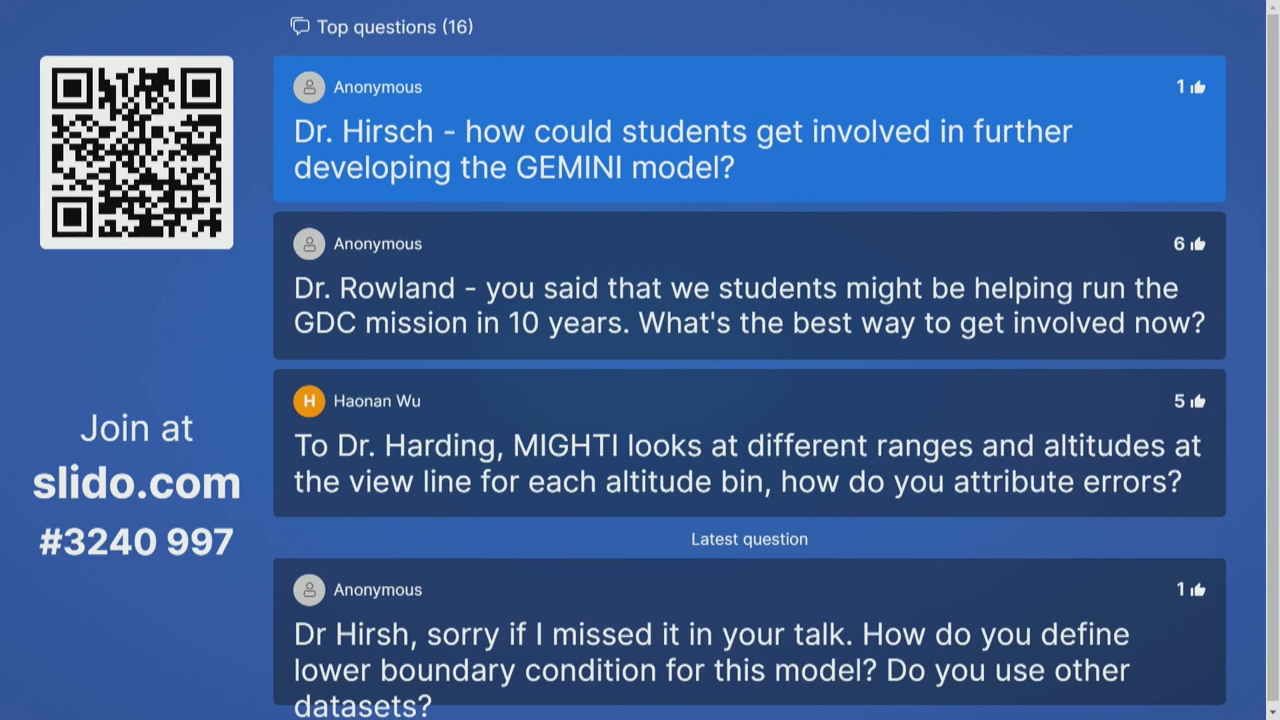 Top questions (16)
Anonymous
1
Dr. Hirsch - how could students get involved in further
developing the GEMINI model?
Anonymous
6
Dr. Rowland - you said that we students might be helping run the
GDC mission in 10 years. What's the best way to get involved now?
H
Haonan Wu
5
To Dr. Harding, MIGHTI looks at different ranges and altitudes at
the view line for each altitude bin, how do you attribute errors?
Latest question
Anonymous
1
Dr Hirsh, sorry if I missed it in your talk. How do you define
lower boundary condition for this model? Do you use other
datasets?
Join at
slido.com
#3240 997